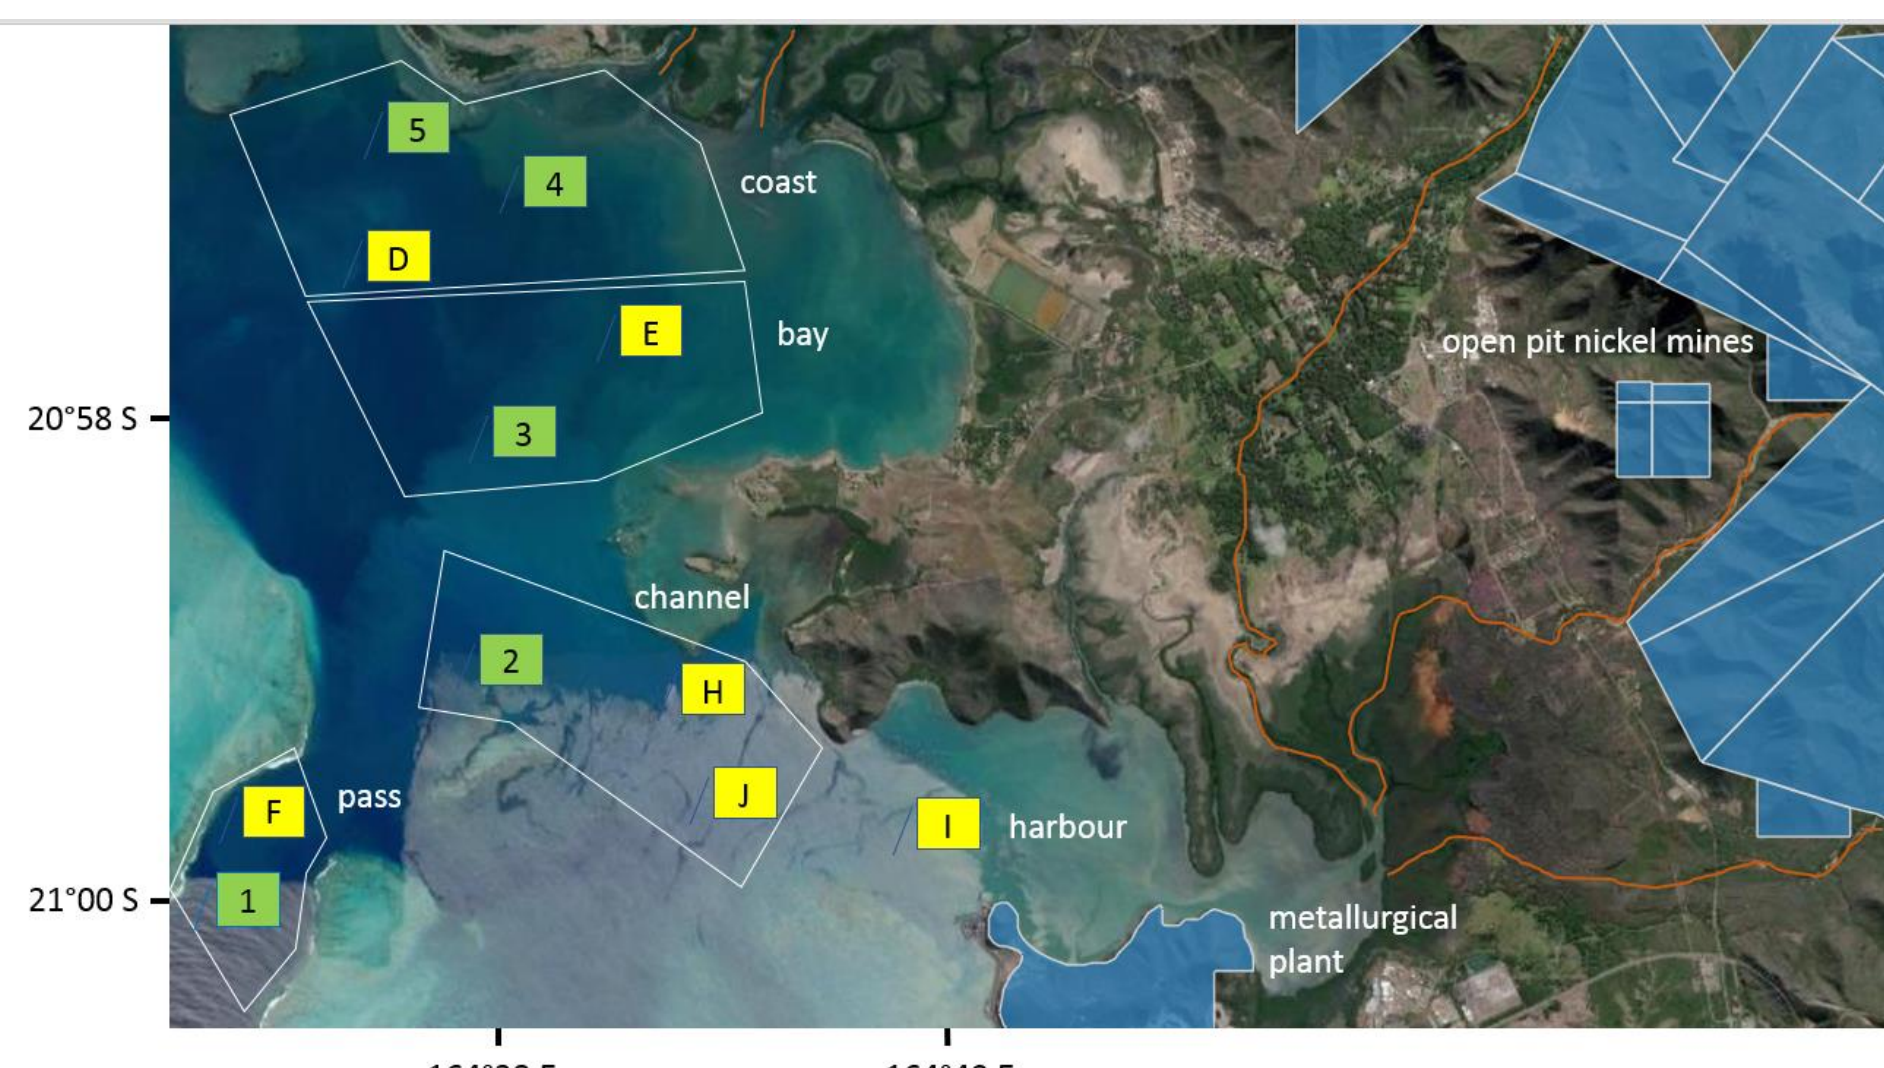 5
4
coast
D
E
bay
open pit nickel mines
20°58 S
3
channel
2
H
F
pass
J
I
harbour
1
21°00 S
metallurgical
plant